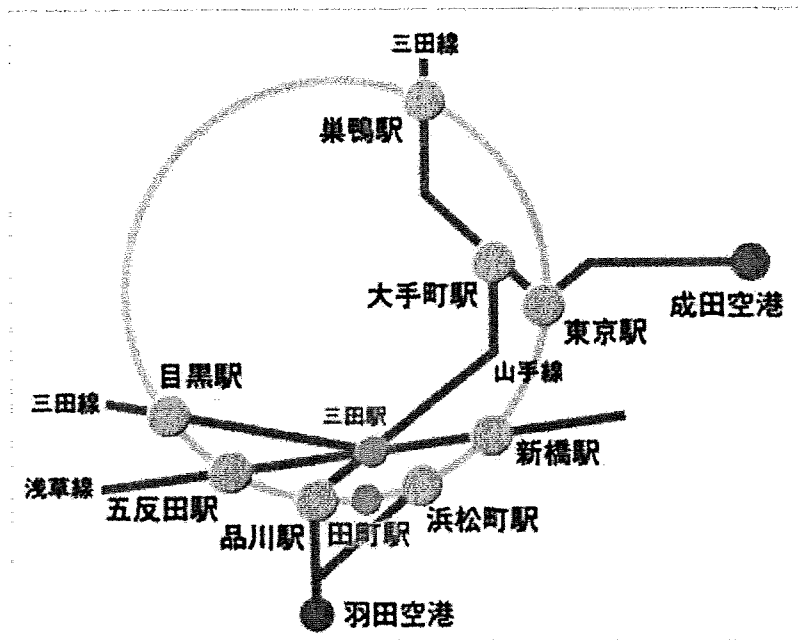 三田線
巣鴨駅
大手町駅
成田空港
東京駅
目黒駅
山手線
三田線
三田駅
新橋駅
浅草線
五反田駅
品川駅
田町駅
浜松町駅
羽田空港